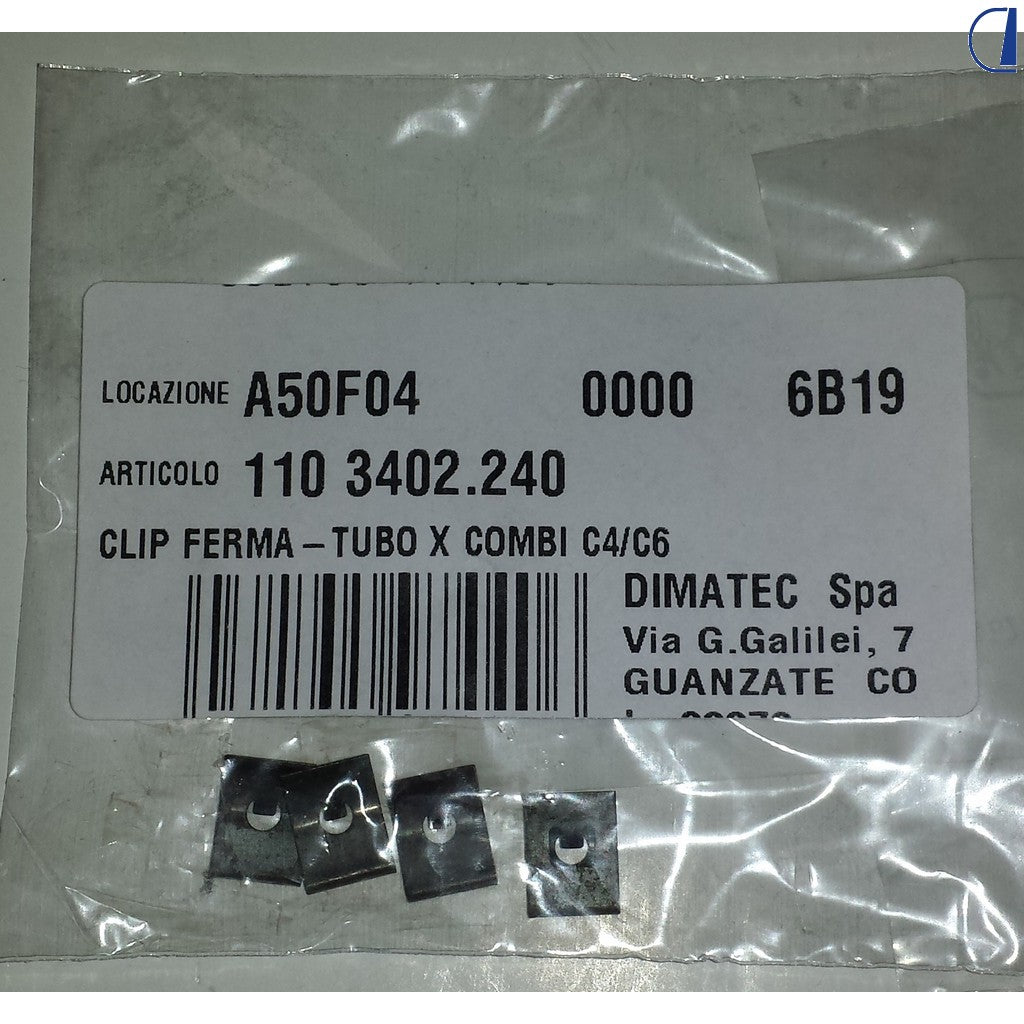 LOCAZIONE A50F04 0000 6B19
ARTICOLO 110 3402.240
CLIP FERMA-TUBO X COMBI C4/C6
DIMATEC Spa
Via G.Galilei, 7
GUANZATE CO